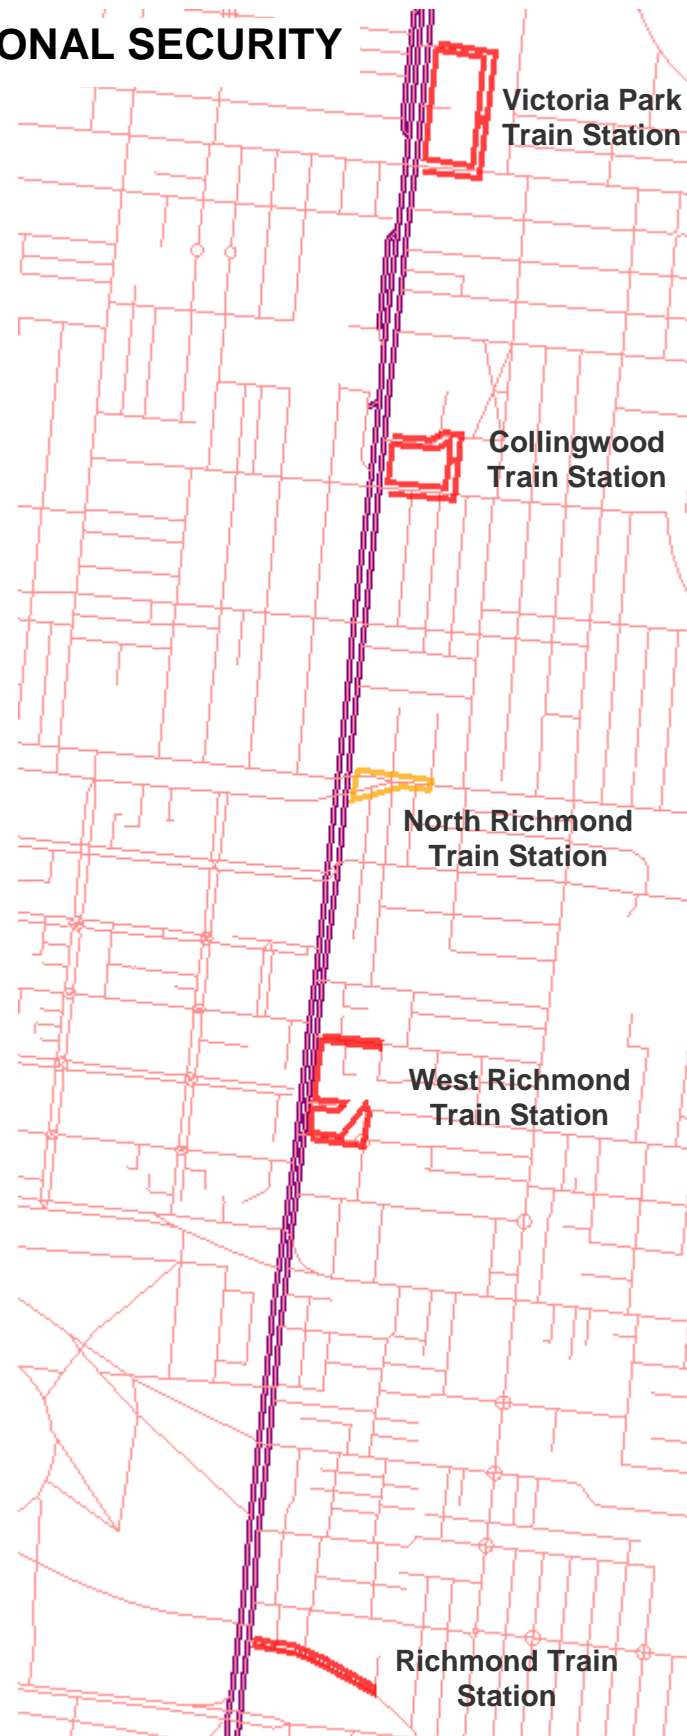 ONAL SECURITY
Victoria Park
Train Station
Collingwood
Train Station
North Richmond
Train Station
West Richmond
Train Station
Richmond Train
Station